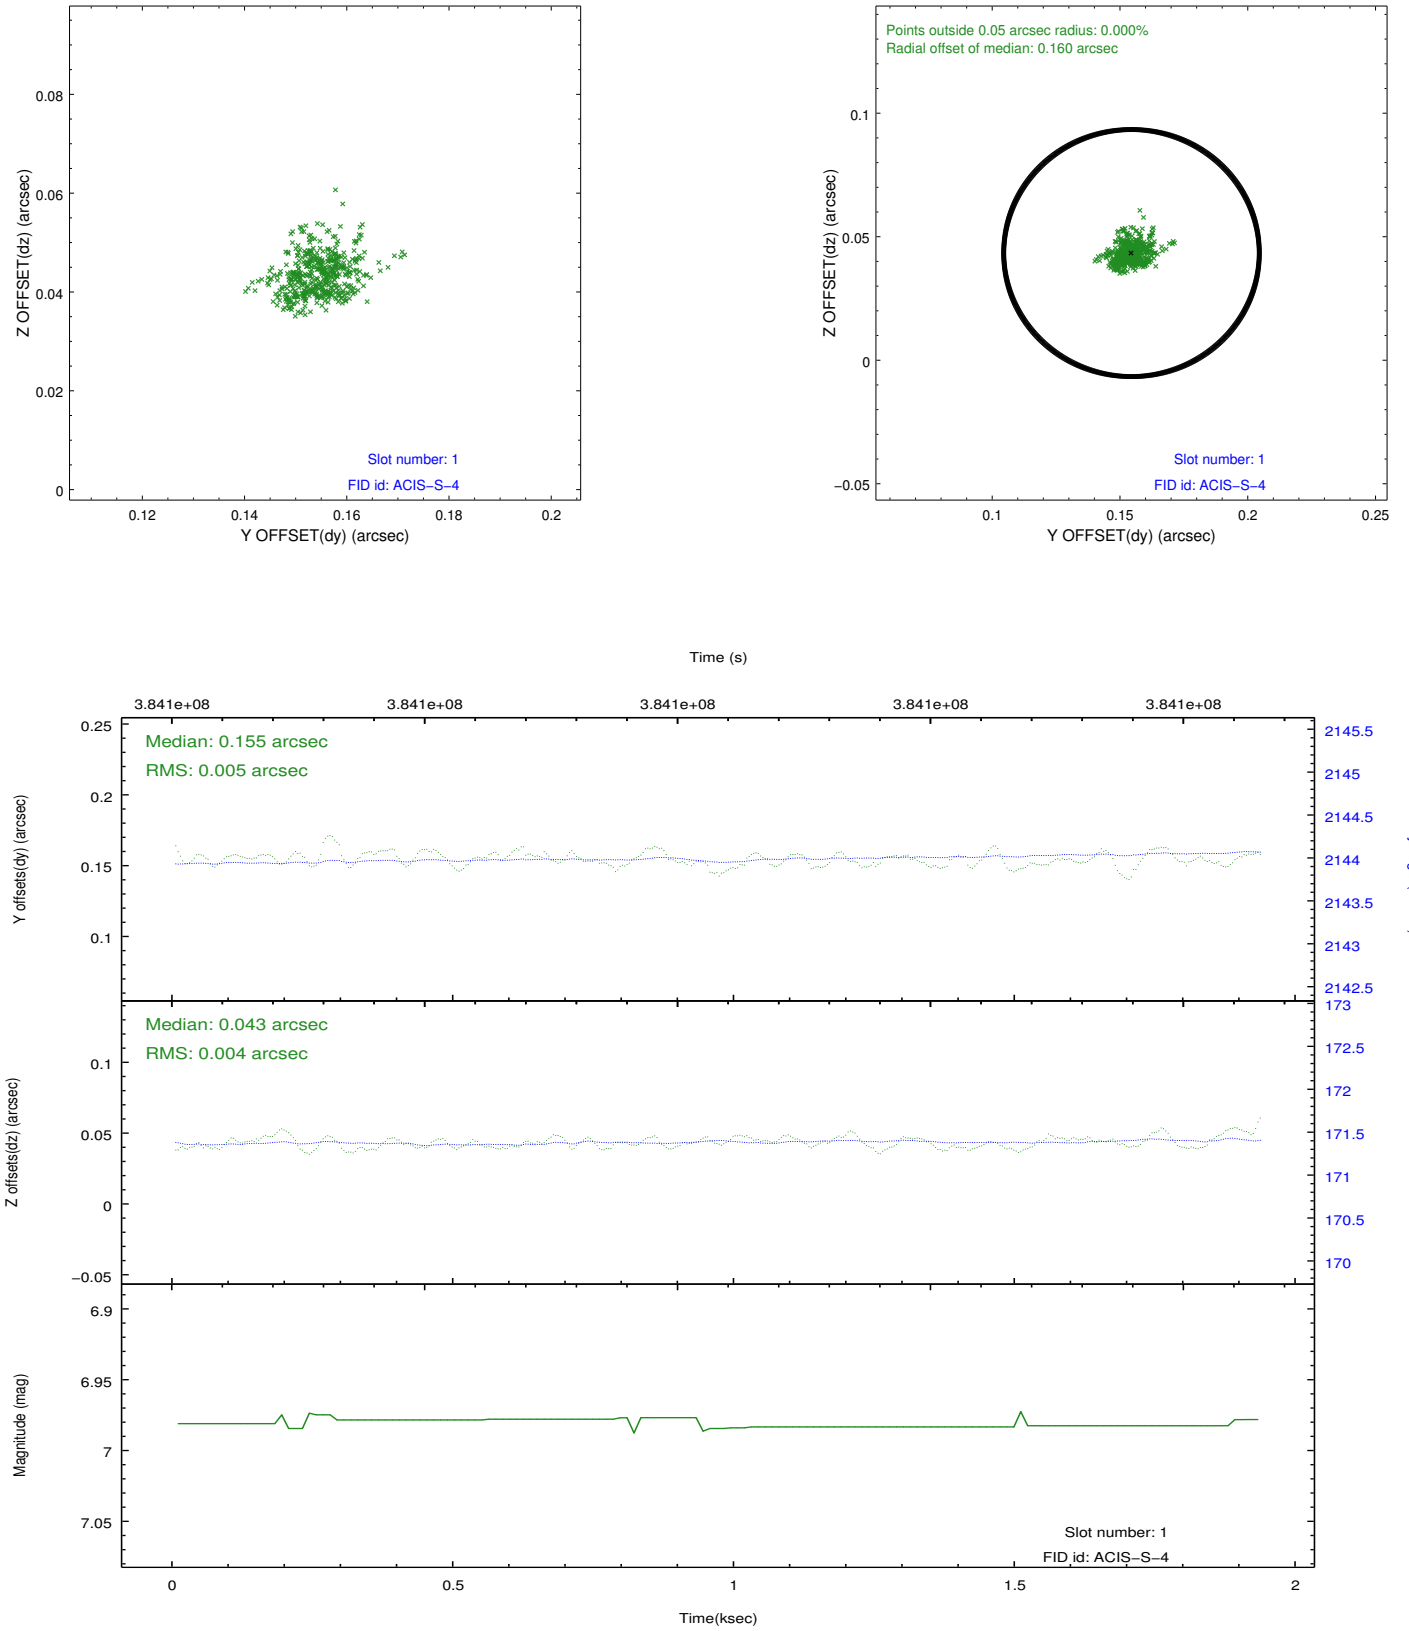 Points outside 0.05 arcsec radius: 0.000%
Radial offset of median: 0.160 arcsec
0.08
0.06
0.04
0.02
0
Z OFFSET(dz) (arcsec)
Slot number: 1
FID id: ACIS−S−4
0.12 0.14 0.16 0.18 0.2
Y OFFSET(dy) (arcsec)
0.1
0.05
0
−0.05
Z OFFSET(dz) (arcsec)
Slot number: 1
FID id: ACIS−S−4
0.1 0.15 0.2 0.25
Y OFFSET(dy) (arcsec)
Time (s)
3.841e+08 3.841e+08 3.841e+08 3.841e+08 3.841e+08
Median: 0.155 arcsec
RMS: 0.005 arcsec
0.25
0.2
0.15
0.1
Y offsets(dy) (arcsec)
2145.5
2145
2144.5
2144
2143.5
2143
2142.5
Median: 0.043 arcsec
RMS: 0.004 arcsec
0.1
0.05
0
−0.05
Z offsets(dz) (arcsec)
173
172.5
172
171.5
171
170.5
170
6.9
6.95
7
7.05
Magnitude (mag)
Slot number: 1
FID id: ACIS−S−4
0 0.5 1 1.5 2
Time(ksec)